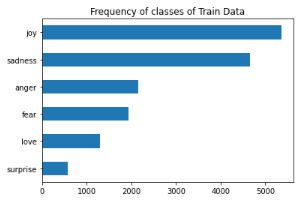 Frequency of classes of Train Data
joy
sadness
anger
fear
love
surprise
0 1000 2000 3000 4000 5000